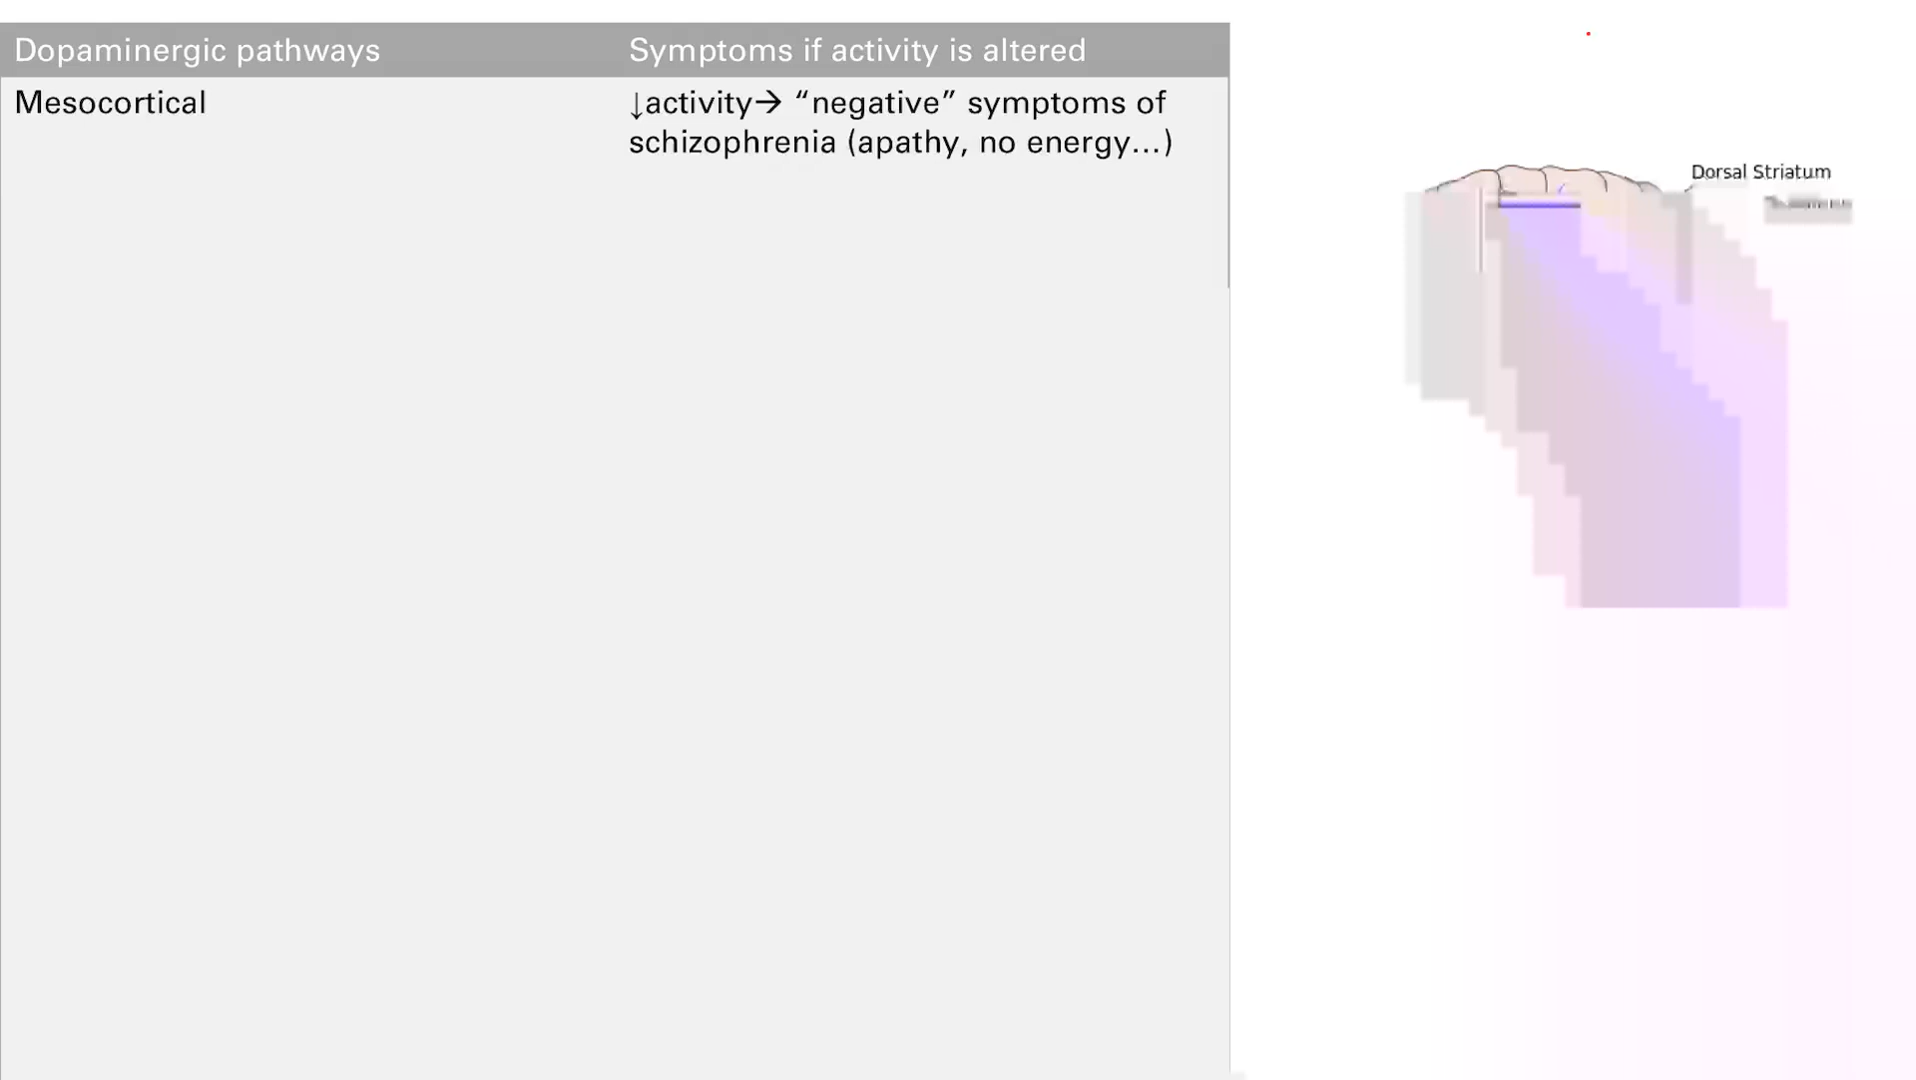 Dopaminergic pathways
Symptoms if activity is altered
Mesocortical
↓activity→ “negative” symptoms of
schizophrenia (apathy, no energy…)
Dorsal Striatum